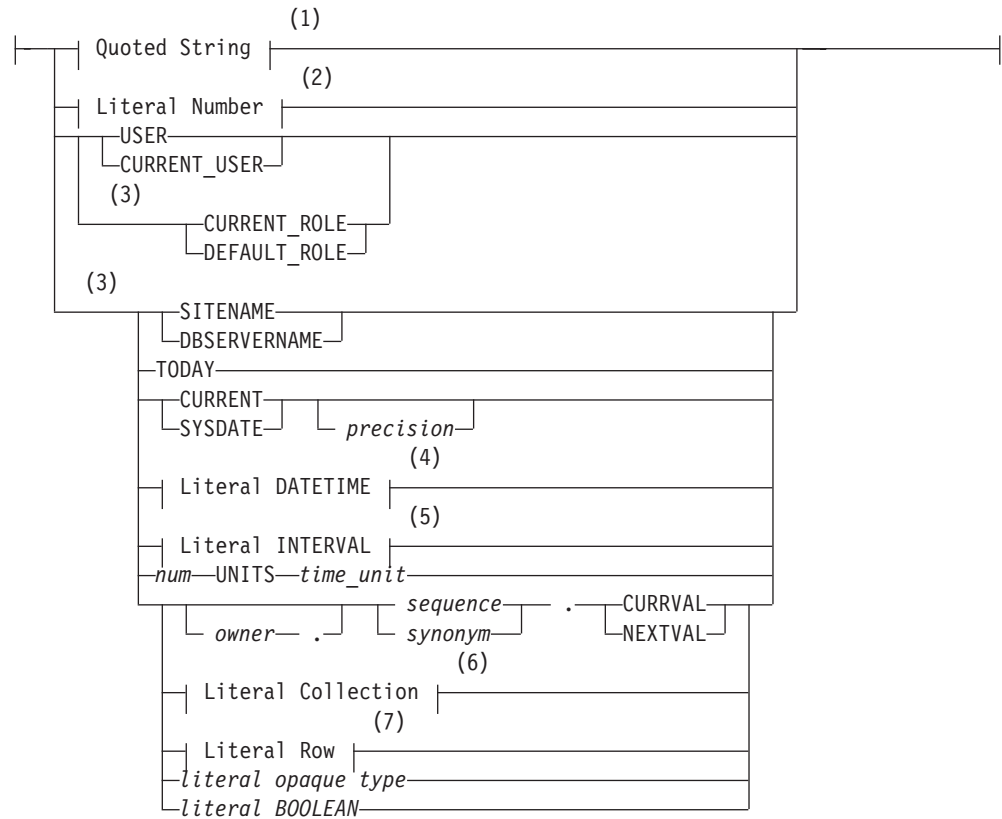 (1)
Quoted String
(2)
Literal Number
USER
CURRENT_USER
(3)
CURRENT_ROLE
DEFAULT_ROLE
(3)
SITENAME
DBSERVERNAME
TODAY
CURRENT
SYSDATE precision
(4)
Literal DATETIME
(5)
Literal INTERVAL
num UNITS time_unit
sequence . CURRVAL
owner . synonym NEXTVAL
(6)
Literal Collection
(7)
Literal Row
literal opaque type
literal BOOLEAN